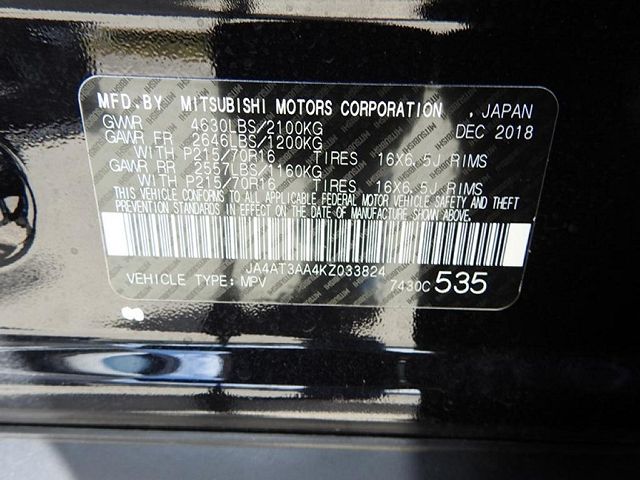 MFD.BY MITSUBISHI MOTORS CORPORATION , JAPAN
GVWR 4630LBS/2100KG DEC 2018
GAWR FR 2646LBS/1200KG
WITH P215/70R16 TIRES, 16X6.5J RIMS
GAWR RR 2557LBS/1160KG
WITH P215/70R16 TIRES, 16X6.5J RIMS
THIS VEHICLE CONFORMS TO ALL APPLICABLE FEDERAL MOTOR VEHICLE SAFETY AND THEFT
PREVENTION STANDARDS IN EFFECT ON THE DATE OF MANUFACTURE SHOWN ABOVE.
JA4AT3AA4KZ033824
VEHICLE TYPE: MPV 7430C 535